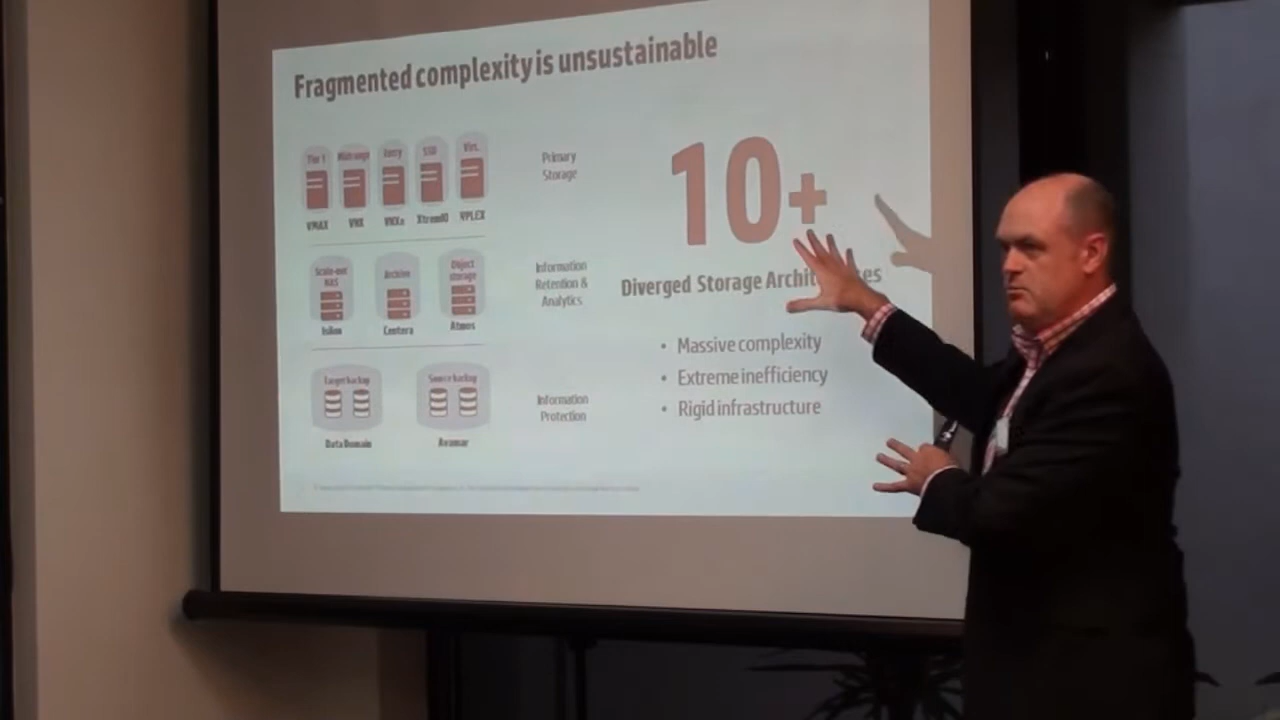 Fragmented complexity is unsustainable
Tier 1
Midrange
Entry
SSD
Virt.
VMAX
VNX
VNXe
XtremIO
VPLEX
Primary
Storage
10+
Diverged Storage Archit es
Scale-out
NAS
Archive
Object
storage
Isilon
Centera
Atmos
Information
Retention &
Analytics
• Massive complexity
• Extreme inefficiency
• Rigid infrastructure
Target backup
Source backup
Data Domain
Avamar
Information
Protection